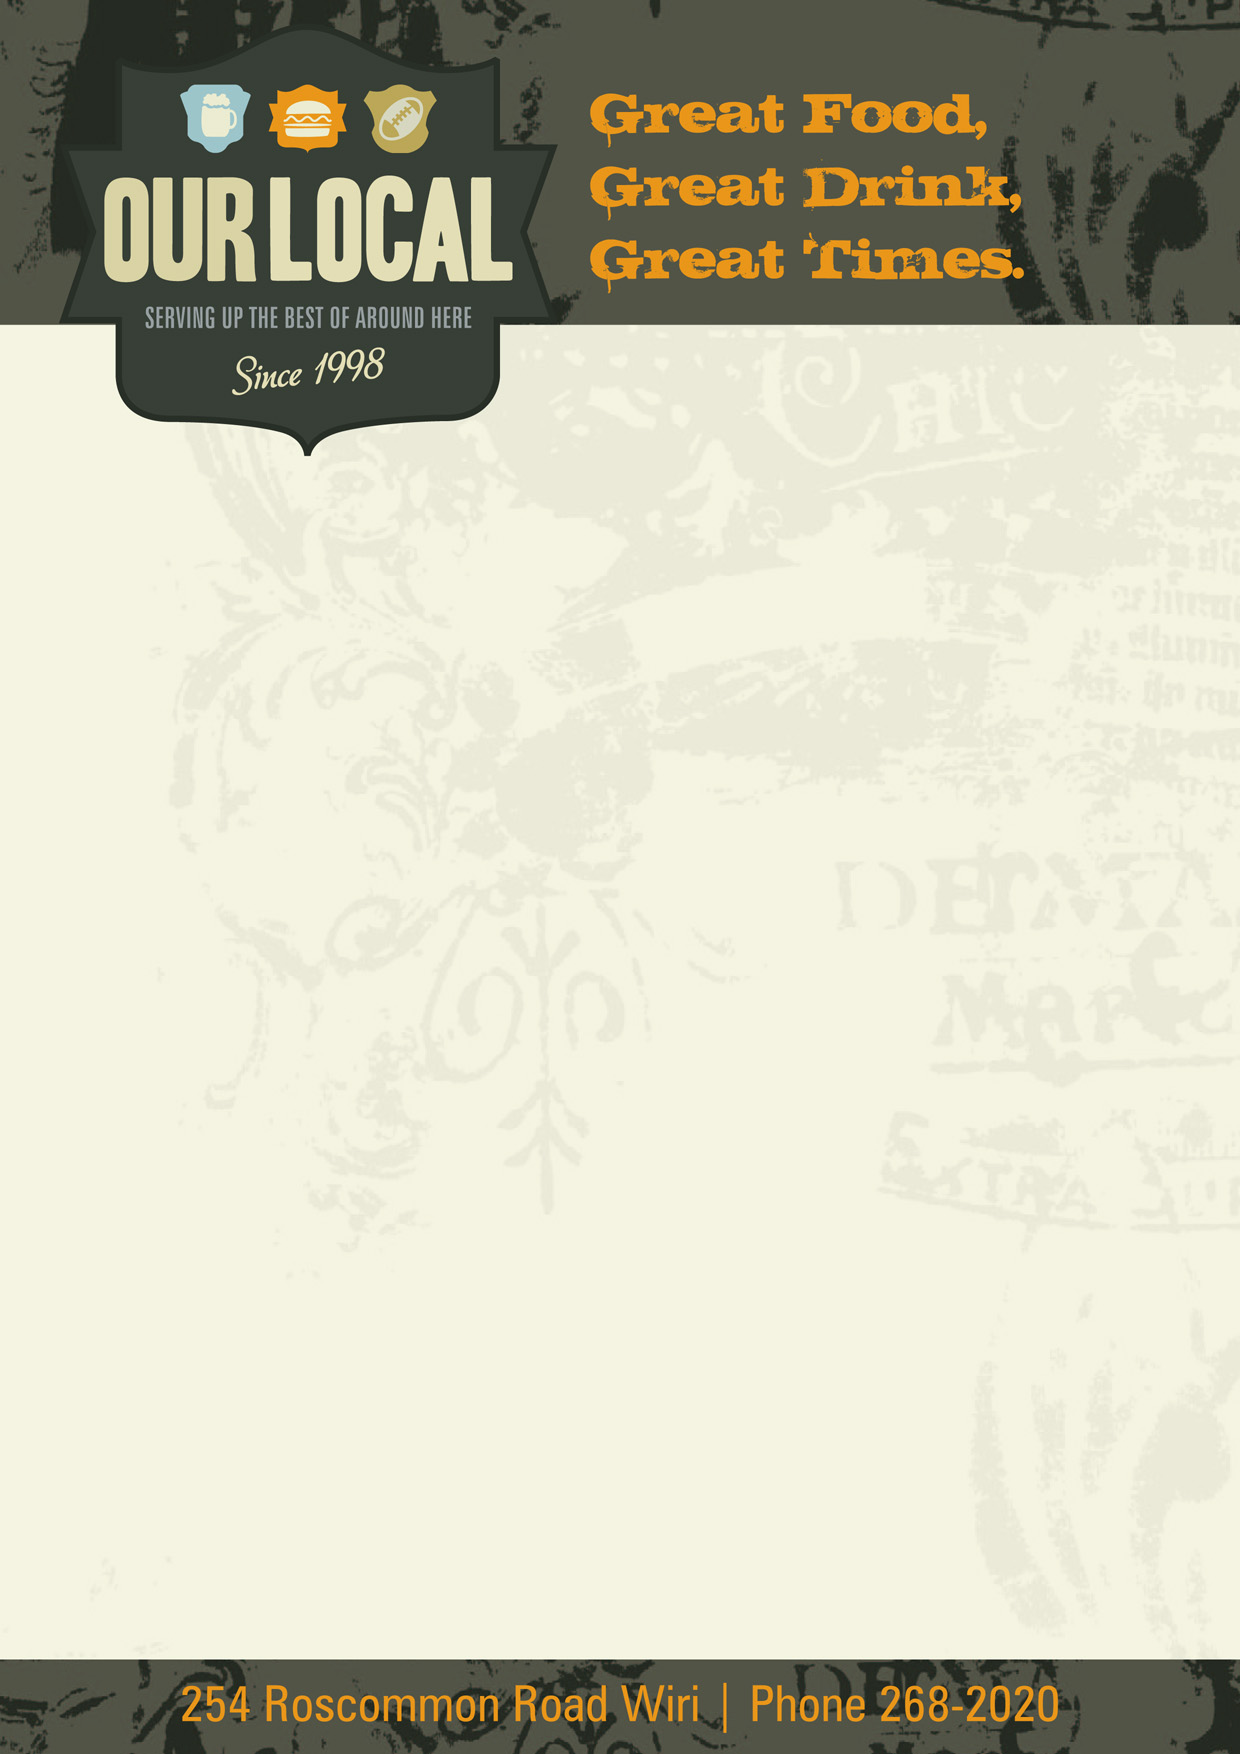 OUR LOCAL
SERVING UP THE BEST OF AROUND HERE
Since 1998
Great Food,
Great Drink,
Great Times.
EXTRA
254 Roscommon Road Wiri | Phone 268-2020